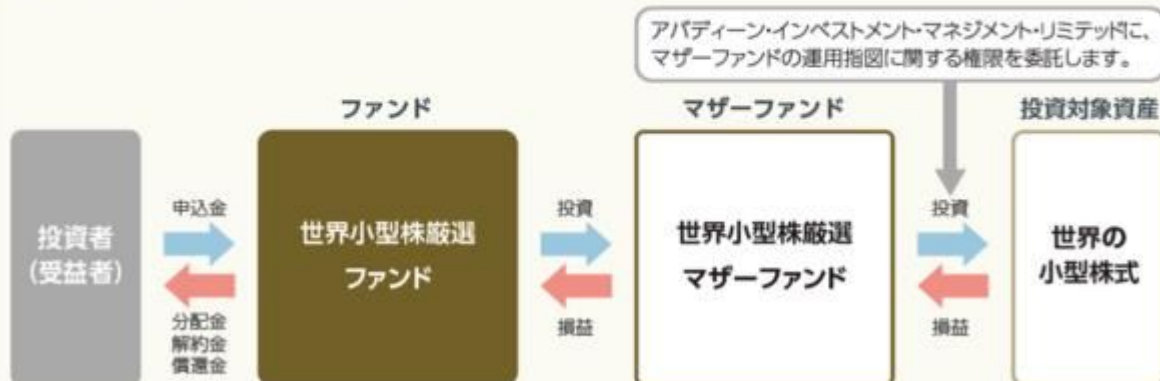 アバディーン・インベストメント・マネジメント・リミテッドに、
マザーファンドの運用指図に関する権限を委託します。
ファンド
マザーファンド
投資対象資産
投資者
(受益者)
申込金
分配金
解約金
償還金
世界小型株厳選
ファンド
投資
損益
世界小型株厳選
マザーファンド
投資
損益
世界の
小型株式